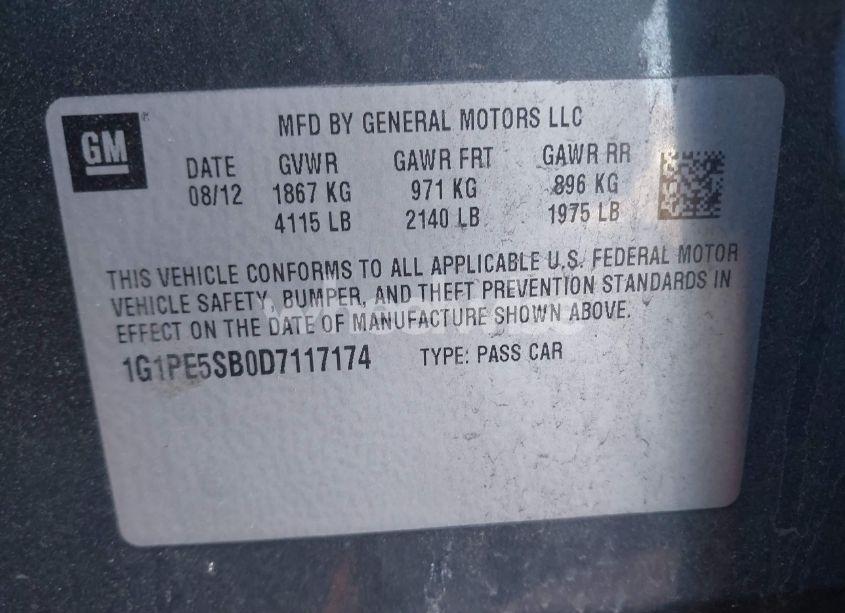 GM
MFD BY GENERAL MOTORS LLC
DATE GVWR GAWR FRT GAWR RR
08/12 1867 KG 971 KG 896 KG
4115 LB 2140 LB 1975 LB
THIS VEHICLE CONFORMS TO ALL APPLICABLE U.S. FEDERAL MOTOR
VEHICLE SAFETY, BUMPER, AND THEFT PREVENTION STANDARDS IN
EFFECT ON THE DATE OF MANUFACTURE SHOWN ABOVE.
1G1PE5SB0D7117174 TYPE: PASS CAR